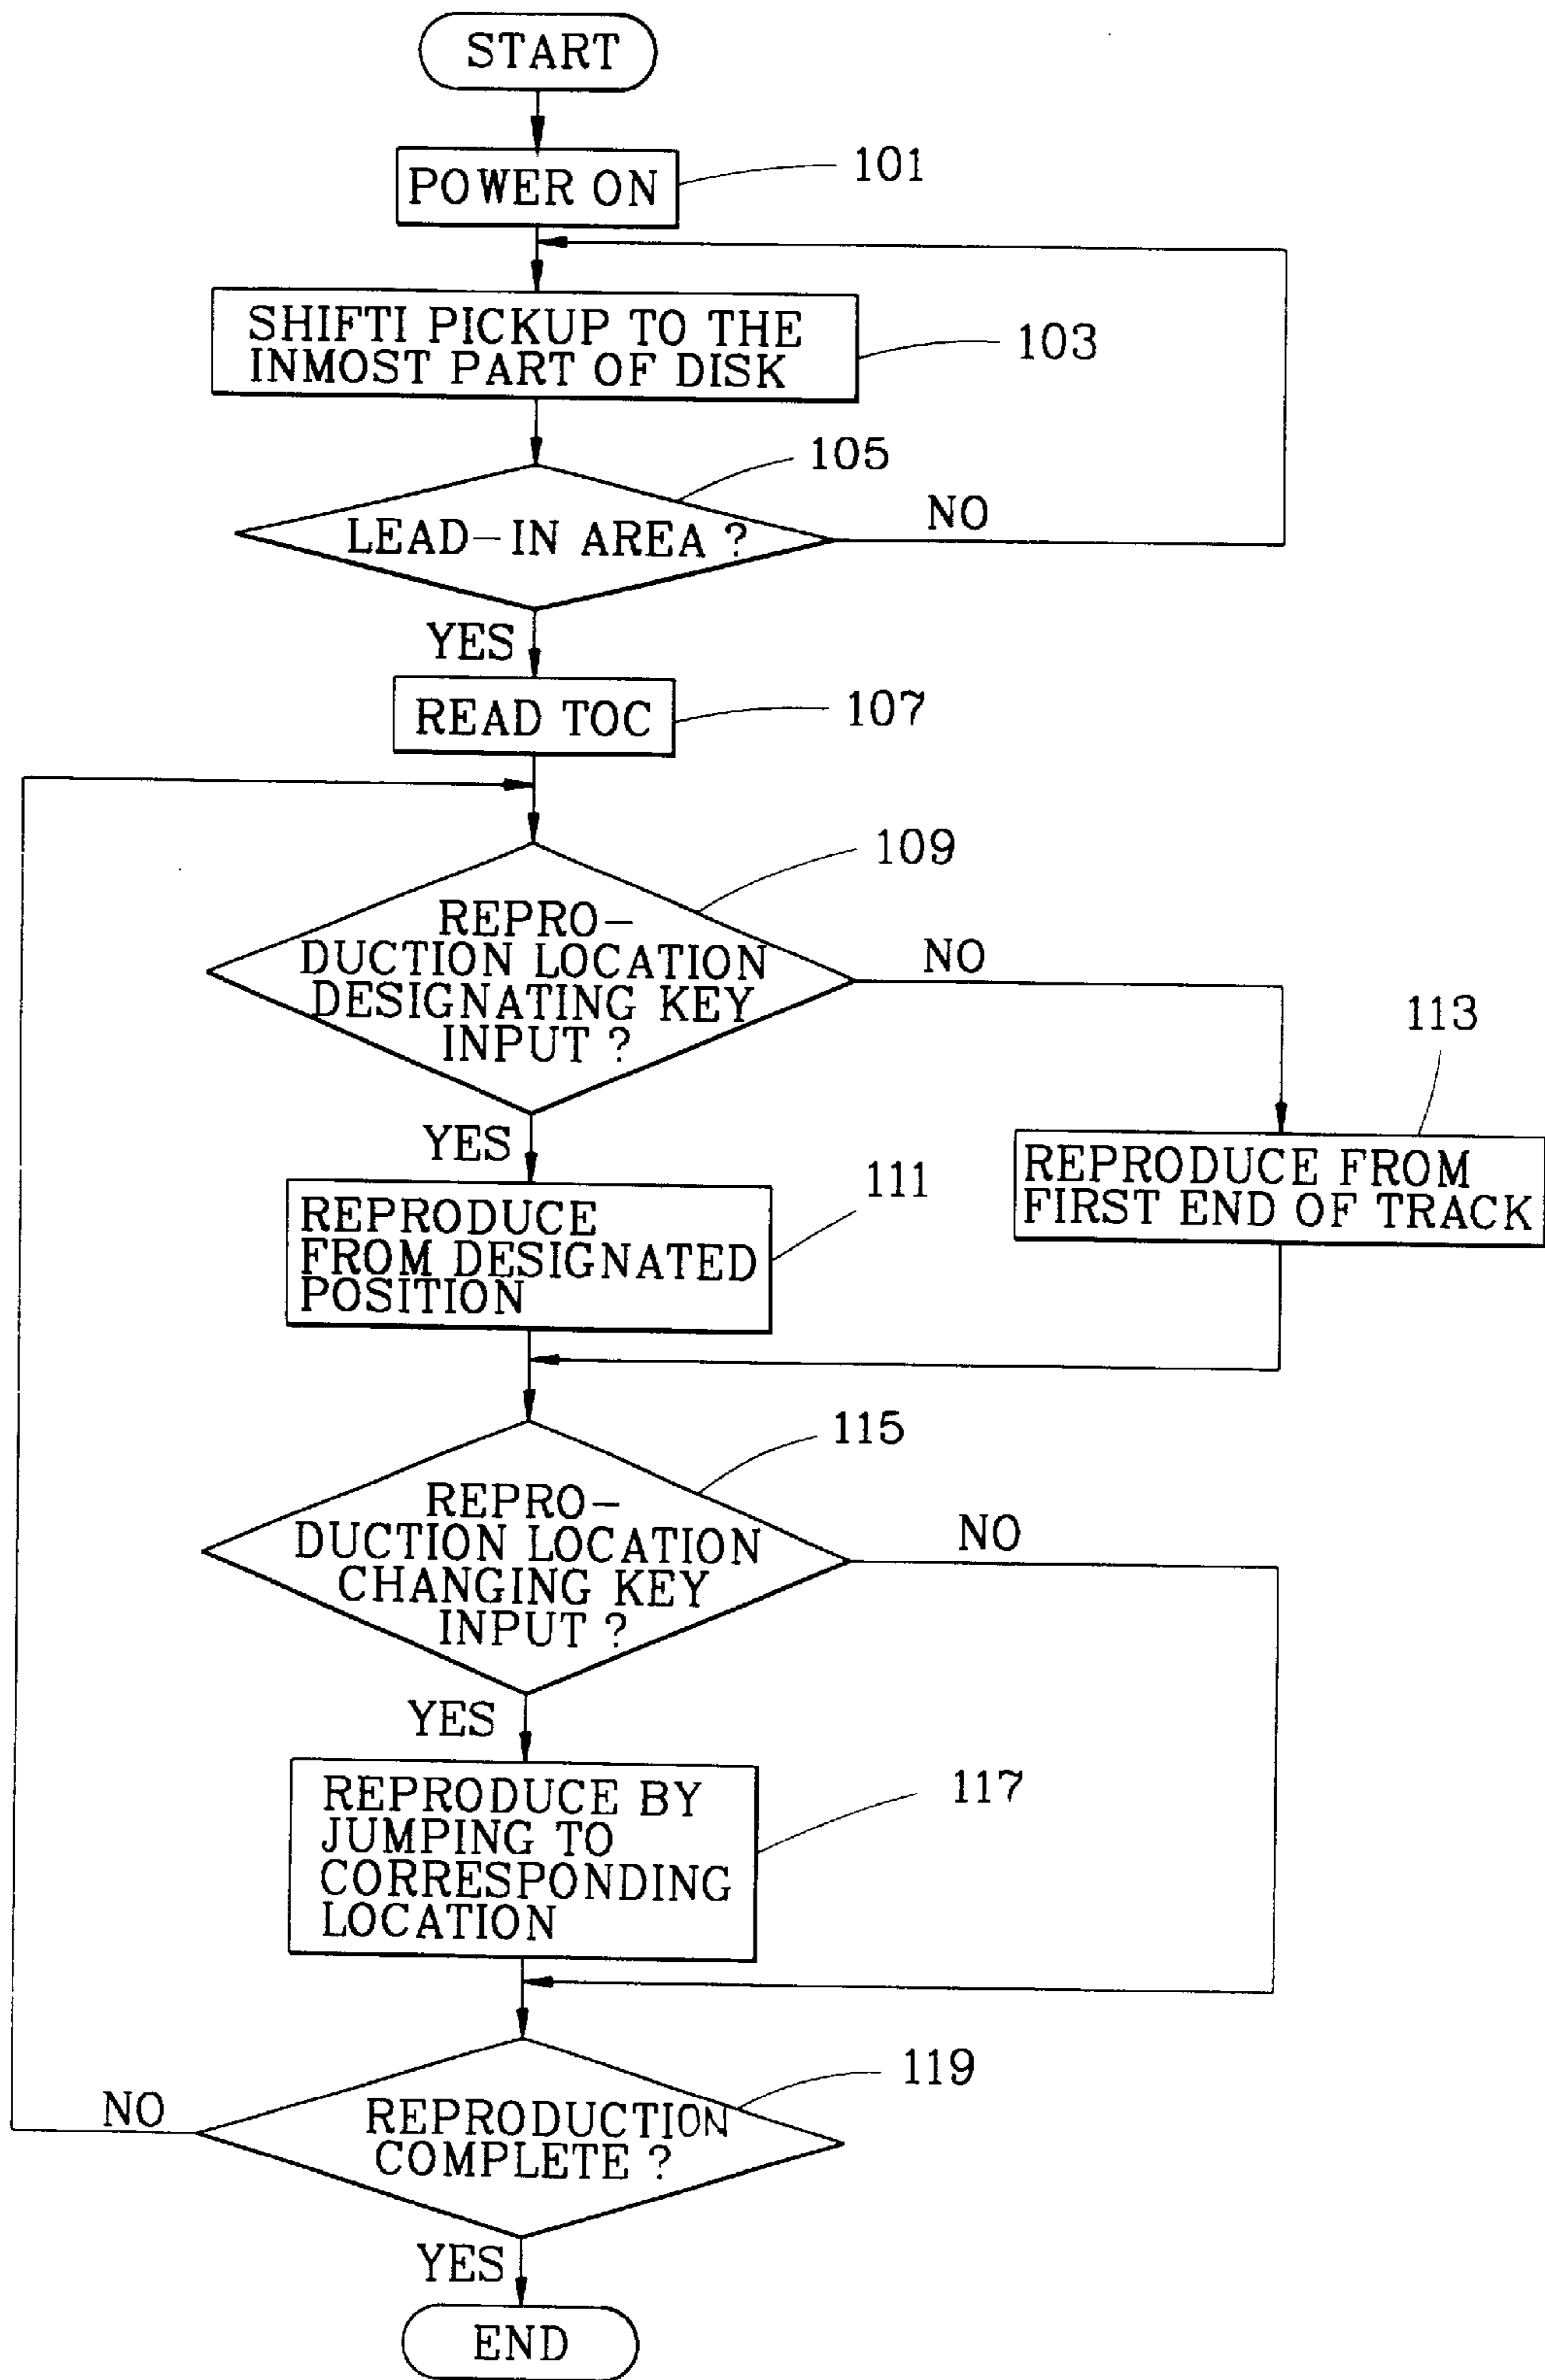 START
POWER ON
101
SHIFTI PICKUP TO THE
INMOST PART OF DISK
103
105
LEAD-IN AREA ?
NO
YES
READ TOC
107
109
REPRO-
DUCTION LOCATION
DESIGNATING KEY
INPUT ?
NO
YES
113
REPRODUCE FROM
FIRST END OF TRACK
111
REPRODUCE
FROM DESIGNATED
POSITION
115
REPRO-
DUCTION LOCATION
CHANGING KEY
INPUT ?
NO
YES
117
REPRODUCE BY
JUMPING TO
CORRESPONDING
LOCATION
119
REPRODUCTION
COMPLETE ?
NO
YES
END